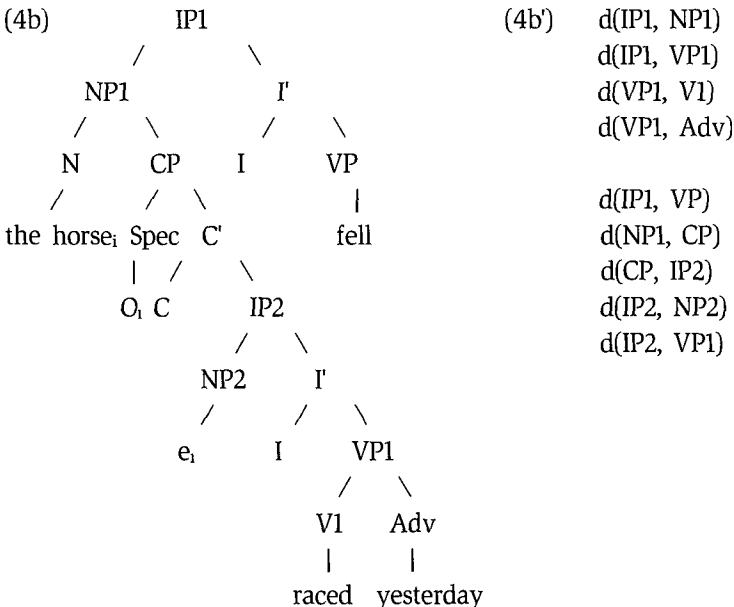 (4b) IP1 (4b') d(IP1, NP1)
d(IP1, VP1)
NP1 I' d(VP1, V1)
d(VP1, Adv)
N CP I VP
d(IP1, VP)
the horseᵢ Spec C' fell d(NP1, CP)
d(CP, IP2)
Oᵢ C IP2 d(IP2, NP2)
d(IP2, VP1)
NP2 I'
eᵢ I VP1
V1 Adv
raced yesterday